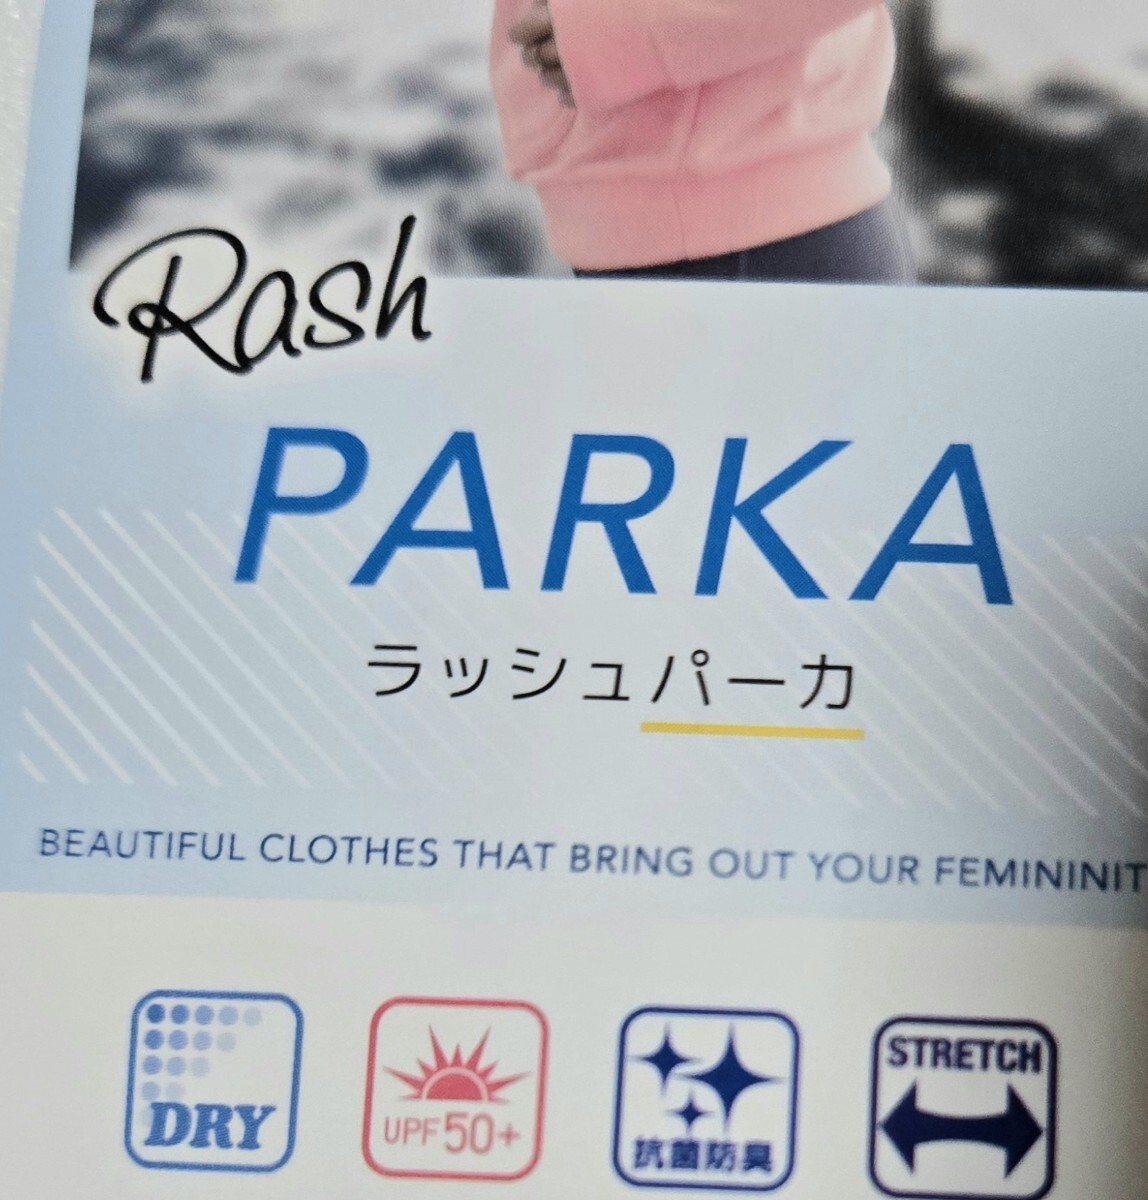 Rash
PARKA
ラッシュパーカ
BEAUTIFUL CLOTHES THAT BRING OUT YOUR FEMININIT
DRY
UPF50+
抗菌防臭
STRETCH